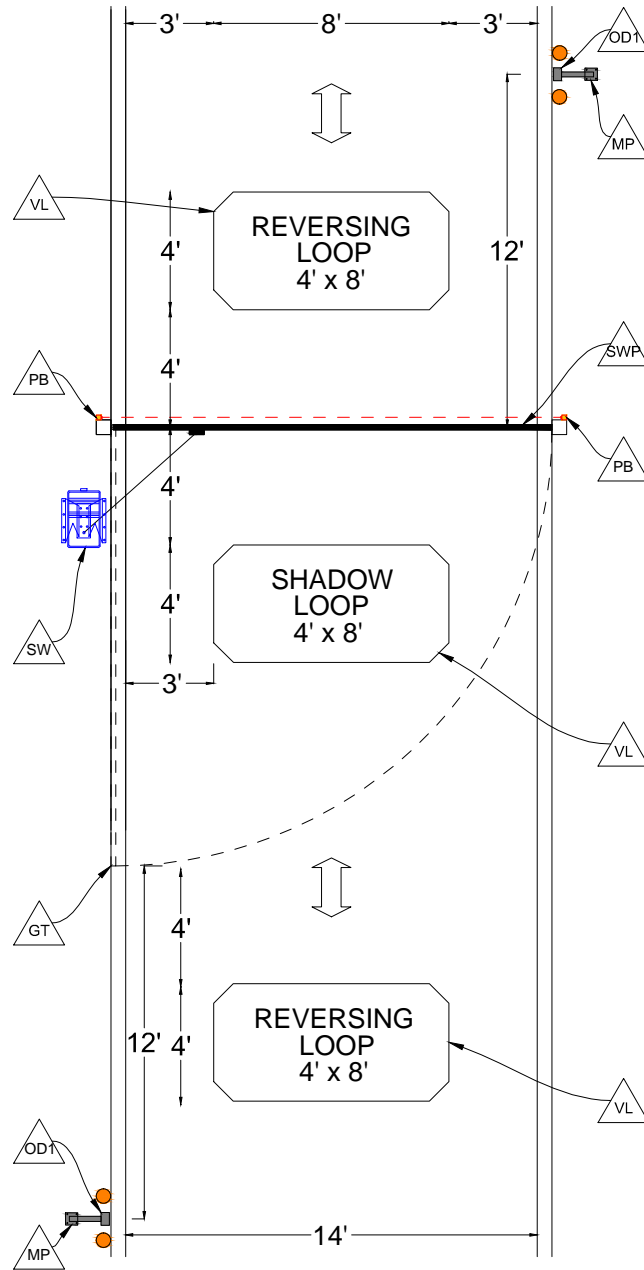 3' 8' 3'
OD1
MP
VL
REVERSING
LOOP
4' x 8'
4'
12'
4'
SWP
PB
PB
4'
SHADOW
LOOP
4' x 8'
4'
SW
3'
VL
GT
4'
REVERSING
LOOP
4' x 8'
12'
4'
VL
OD1
MP
14'